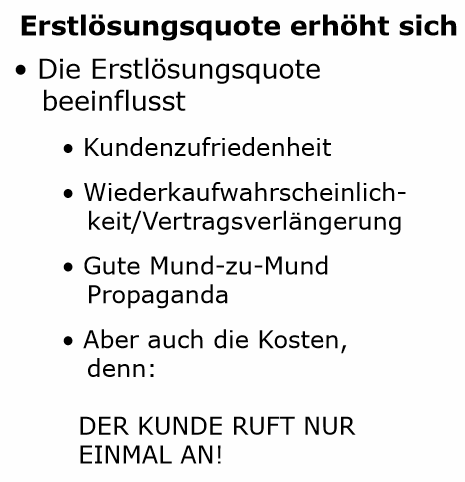 Erstlösungsquote erhöht sich
• Die Erstlösungsquote
beeinflusst
• Kundenzufriedenheit
• Wiederkaufwahrscheinlich-
keit/Vertragsverlängerung
• Gute Mund-zu-Mund
Propaganda
• Aber auch die Kosten,
denn:
DER KUNDE RUFT NUR
EINMAL AN!